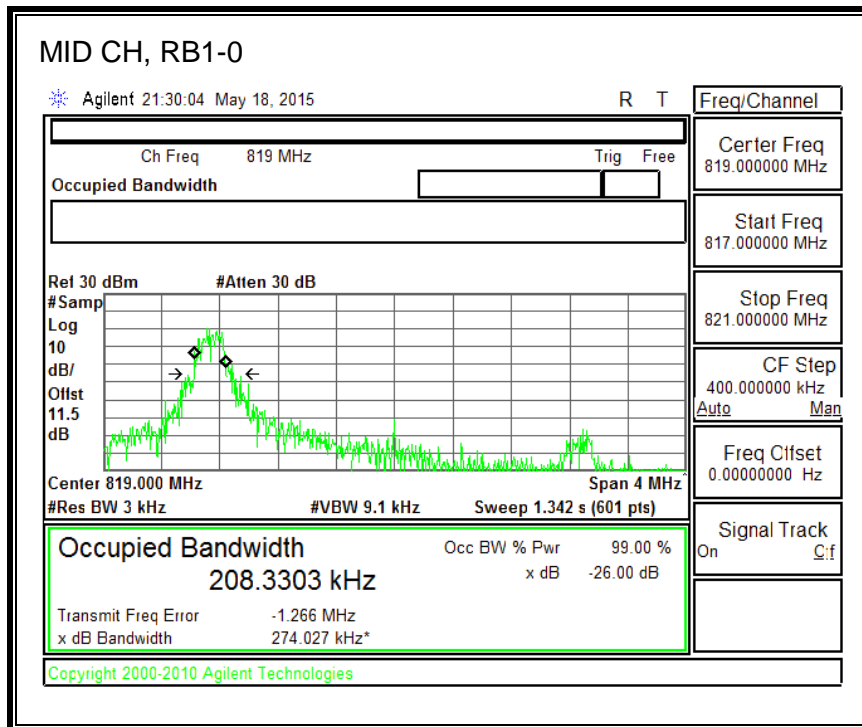 MID CH, RB1-0
Agilent 21:30:04 May 18, 2015 R T
Freq/Channel
Ch Freq 819 MHz Trig Free
Occupied Bandwidth
Center Freq
819.000000 MHz
Start Freq
817.000000 MHz
Stop Freq
821.000000 MHz
CF Step
400.000000 kHz
Auto Man
Freq Offset
0.00000000 Hz
Signal Track
On Off
Ref 30 dBm #Atten 30 dB
#Samp
Log
10
dB/
Offst
11.5
dB
Center 819.000 MHz Span 4 MHz
#Res BW 3 kHz #VBW 9.1 kHz Sweep 1.342 s (601 pts)
Occupied Bandwidth Occ BW % Pwr 99.00 %
208.3303 kHz x dB -26.00 dB
Transmit Freq Error -1.266 MHz
x dB Bandwidth 274.027 kHz*
Copyright 2000-2010 Agilent Technologies